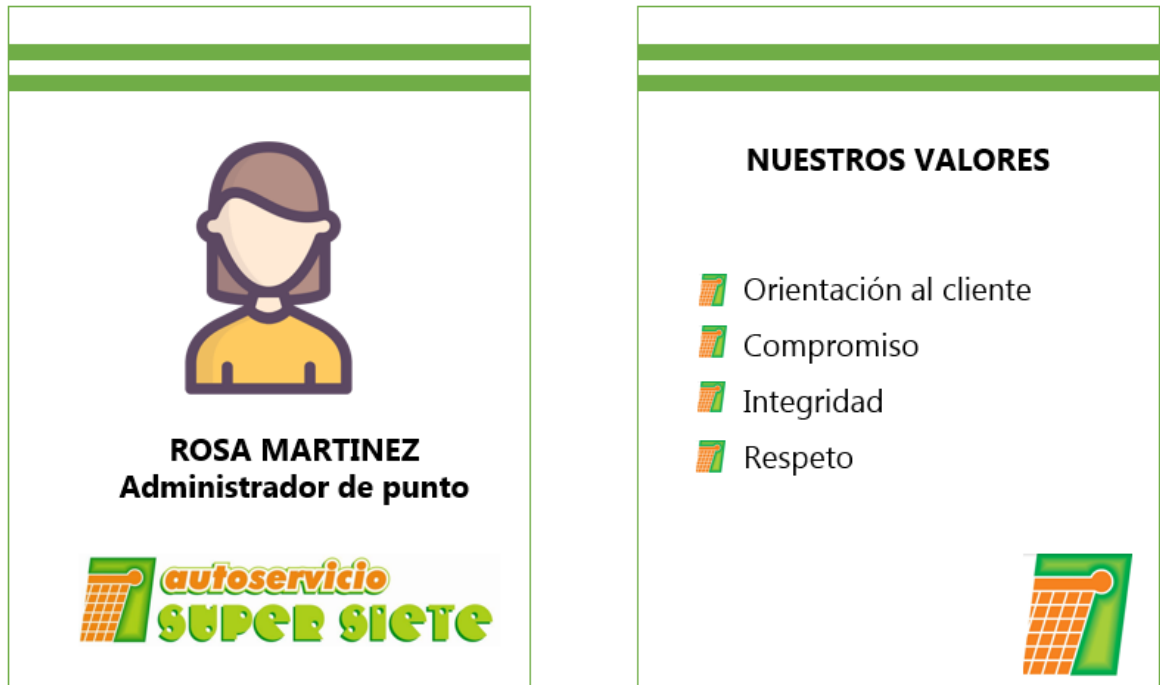 ROSA MARTINEZ
Administrador de punto
autoservicio
SUPER SIETE
NUESTROS VALORES
Orientación al cliente
Compromiso
Integridad
Respeto